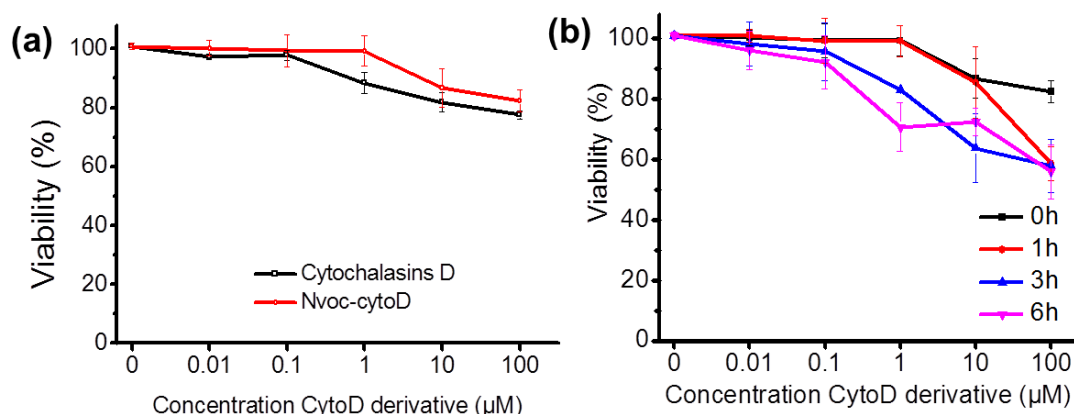 (a)
Viability (%)
100
80
60
40
20
0
Cytochalasins D
Nvoc-cytoD
0 0.01 0.1 1 10 100
Concentration CytoD derivative (µM)
(b)
Viability (%)
100
80
60
40
20
0
0h
1h
3h
6h
0 0.01 0.1 1 10 100
Concentration CytoD derivative (µM)